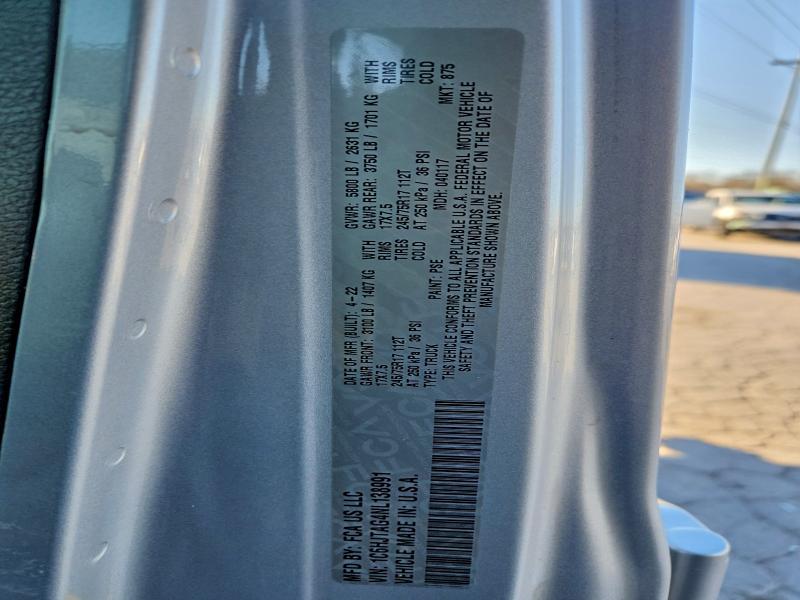 MFD BY: FCA US LLC
VIN: 1C6HJTAG4NL138991
VEHICLE MADE IN: U.S.A.
DATE OF MFR (BUILT): 4-22
GAWR FRONT: 3100 LB / 1407 KG WITH
17X7.5 RIMS
245/75R17 112T TIRES
AT 250 kPa / 36 PSI COLD
TYPE: TRUCK PAINT: PSE
GVWR: 5800 LB / 2631 KG
GAWR REAR: 3750 LB / 1701 KG WITH
17X7.5 RIMS
245/75R17 112T TIRES
AT 250 kPa / 36 PSI COLD
MDH: 040117 MKT: 875
THIS VEHICLE CONFORMS TO ALL APPLICABLE U.S.A. FEDERAL MOTOR VEHICLE
SAFETY AND THEFT PREVENTION STANDARDS IN EFFECT ON THE DATE OF
MANUFACTURE SHOWN ABOVE.
FCA